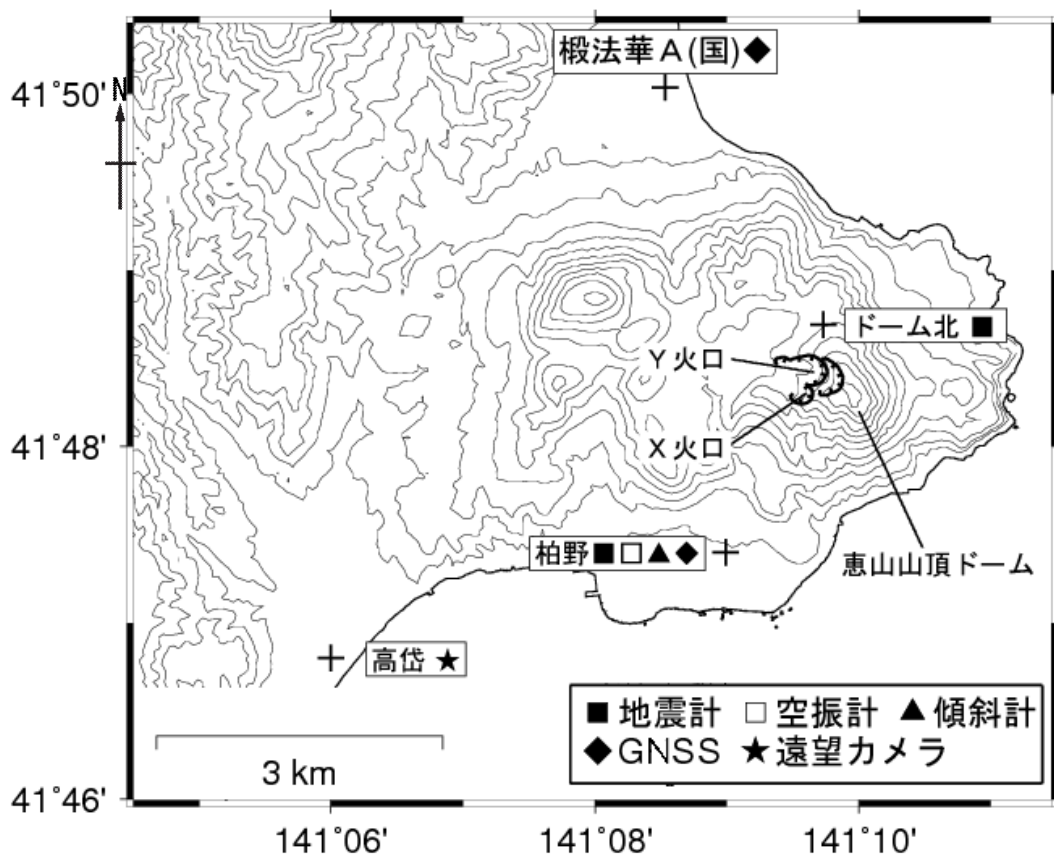 椴法華A(国)◆
41°50'
N
ドーム北 ■
Y火口
X火口
41°48'
柏野■□▲◆
恵山山頂ドーム
高岱 ★
■地震計 □空振計 ▲傾斜計
◆GNSS ★遠望カメラ
3 km
41°46'
141°06' 141°08' 141°10'